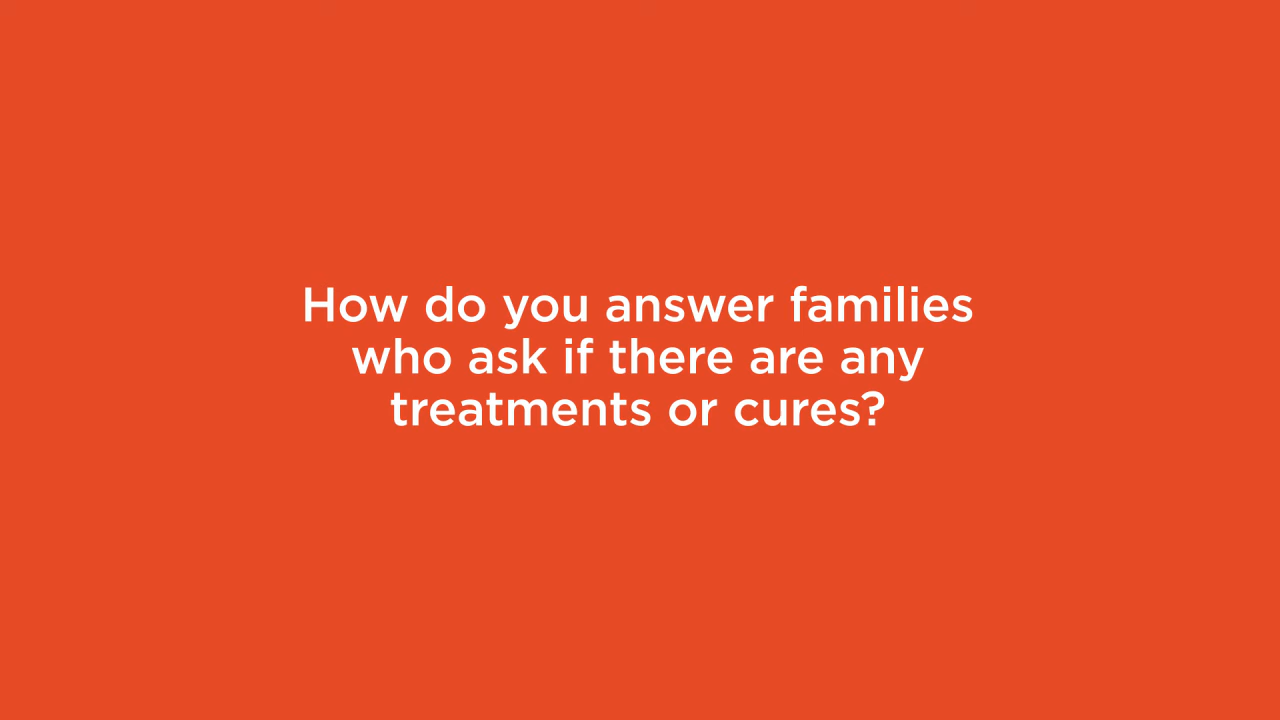 How do you answer families
who ask if there are any
treatments or cures?